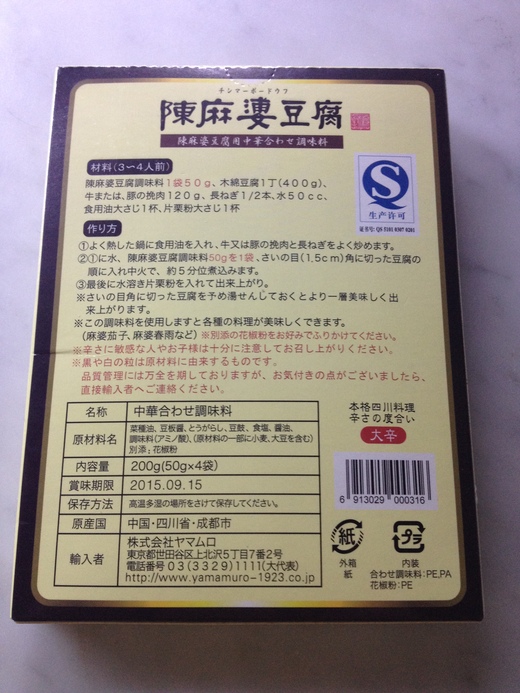 チンマーボードウフ
陳麻婆豆腐
陳麻婆豆腐用中華合わせ調味料
材料(3〜4人前)
陳麻婆豆腐調味料1袋50g、木綿豆腐1丁(400g)、
牛または、豚の挽肉120g、長ねぎ1/2本、水50cc、
食用油大さじ1杯、片栗粉大さじ1杯
QS
生产许可
证书号: QS 5101 0307 0201
作り方
①よく熱した鍋に食用油を入れ、牛又は豚の挽肉と長ねぎをよく炒めます。
②①に水、陳麻婆豆腐調味料50gを1袋、さいの目(1.5cm)角に切った豆腐の
順に入れ中火で、約5分位煮込みます。
③最後に水溶き片栗粉を入れて出来上がり。
※さいの目角に切った豆腐を予め湯せんしておくとより一層美味しく出
来上がります。
※この調味料を使用しますと各種の料理が美味しくできます。
(麻婆茄子、麻婆春雨など)※別添の花椒粉をお好みでふりかけてください。
※辛さに敏感な人やお子様は十分に注意してお召し上がりください。
※黒や白の粒は原材料に由来するものです。
品質管理には万全を期しておりますが、お気付きの点がございましたら、
直接輸入者へご連絡ください。
名称 中華合わせ調味料
原材料名 菜種油、豆板醤、とうがらし、豆鼓、食塩、醤油、
調味料(アミノ酸)、(原材料の一部に小麦、大豆を含む)
別添:花椒粉
内容量 200g(50g×4袋)
賞味期限 2015.09.15
保存方法 高温多湿の場所をさけて保存してください。
原産国 中国・四川省・成都市
輸入者 株式会社ヤマムロ
東京都世田谷区上北沢5丁目7番2号
電話番号03(3329)1111(大代表)
http://www.yamamuro-1923.co.jp
本格四川料理
辛さの度合い
大辛
6 913029 000316
紙
外箱
紙
プラ
内装
合わせ調味料:PE,PA
花椒粉:PE